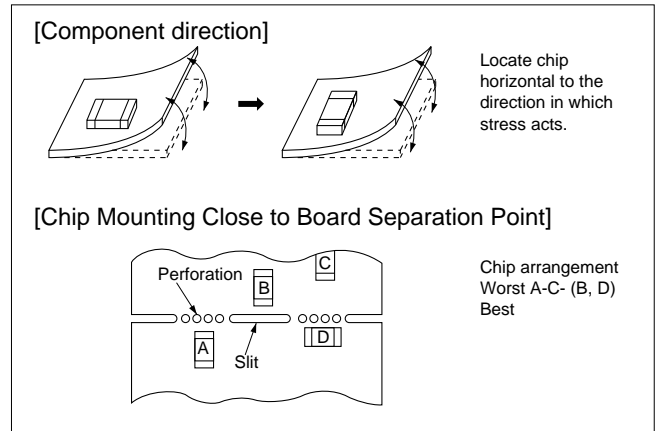 [Component direction]
Locate chip
horizontal to the
direction in which
stress acts.
[Chip Mounting Close to Board Separation Point]
Perforation
C
B
A
D
Slit
Chip arrangement
Worst A-C- (B, D)
Best